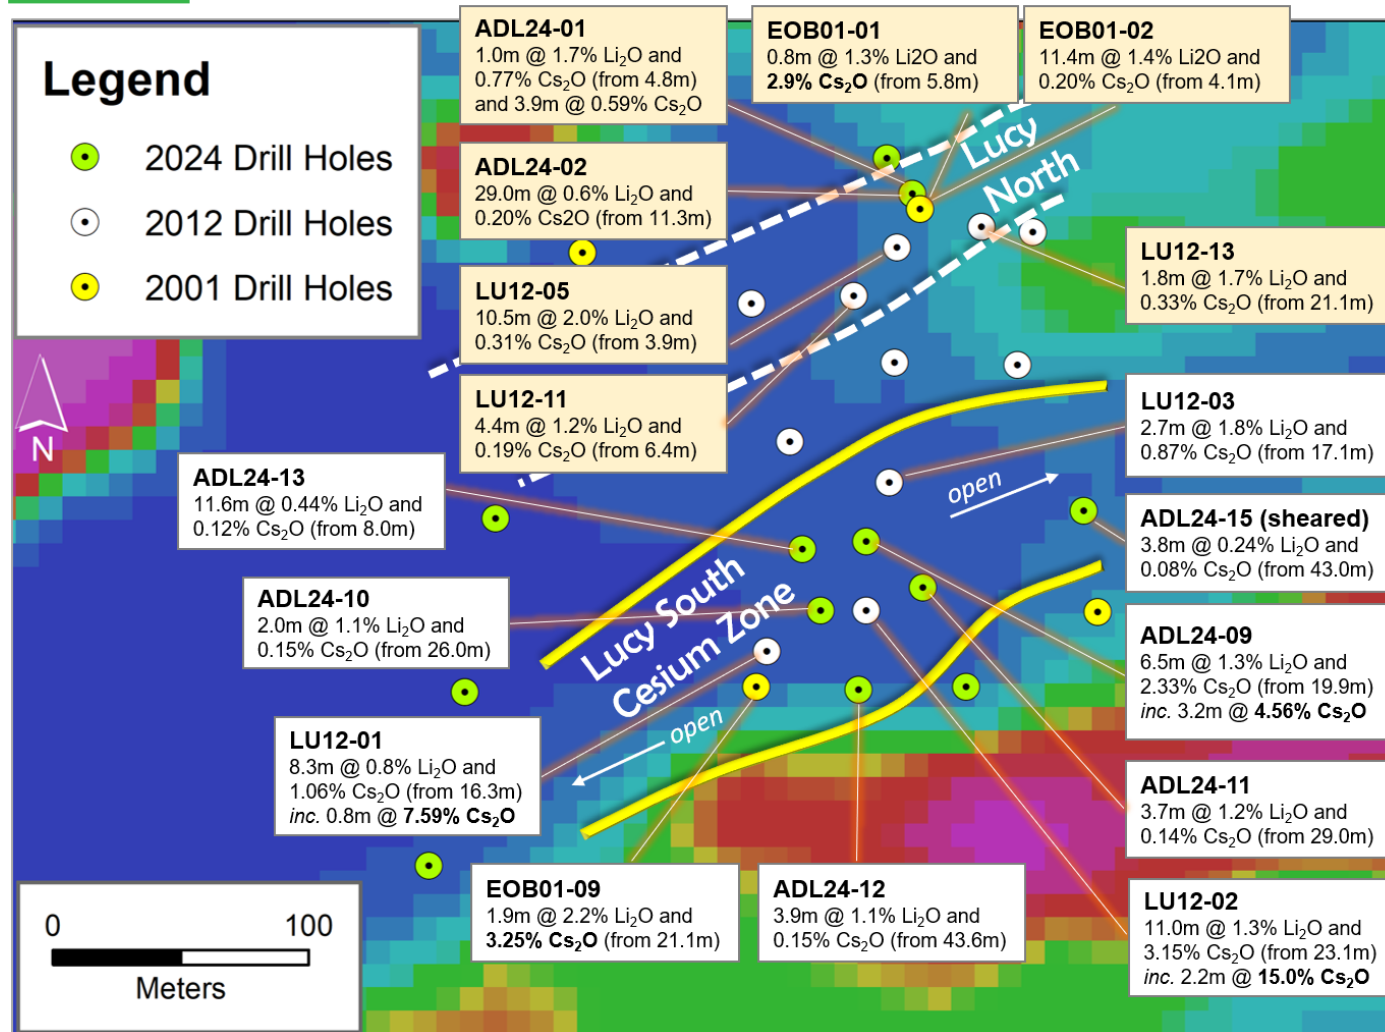 Legend
2024 Drill Holes
2012 Drill Holes
2001 Drill Holes
ADL24-01
1.0m @ 1.7% Li₂O and
0.77% Cs₂O (from 4.8m)
and 3.9m @ 0.59% Cs₂O
EOB01-01
0.8m @ 1.3% Li2O and
2.9% Cs₂O (from 5.8m)
EOB01-02
11.4m @ 1.4% Li2O and
0.20% Cs₂O (from 4.1m)
ADL24-02
29.0m @ 0.6% Li₂O and
0.20% Cs2O (from 11.3m)
Lucy
North
LU12-13
1.8m @ 1.7% Li₂O and
0.33% Cs₂O (from 21.1m)
LU12-05
10.5m @ 2.0% Li₂O and
0.31% Cs₂O (from 3.9m)
LU12-11
4.4m @ 1.2% Li₂O and
0.19% Cs₂O (from 6.4m)
N
LU12-03
2.7m @ 1.8% Li₂O and
0.87% Cs₂O (from 17.1m)
ADL24-13
11.6m @ 0.44% Li₂O and
0.12% Cs₂O (from 8.0m)
open
ADL24-15 (sheared)
3.8m @ 0.24% Li₂O and
0.08% Cs₂O (from 43.0m)
ADL24-10
2.0m @ 1.1% Li₂O and
0.15% Cs₂O (from 26.0m)
Lucy South
Cesium Zone
ADL24-09
6.5m @ 1.3% Li₂O and
2.33% Cs₂O (from 19.9m)
inc. 3.2m @ 4.56% Cs₂O
open
LU12-01
8.3m @ 0.8% Li₂O and
1.06% Cs₂O (from 16.3m)
inc. 0.8m @ 7.59% Cs₂O
ADL24-11
3.7m @ 1.2% Li₂O and
0.14% Cs₂O (from 29.0m)
EOB01-09
1.9m @ 2.2% Li₂O and
3.25% Cs₂O (from 21.1m)
ADL24-12
3.9m @ 1.1% Li₂O and
0.15% Cs₂O (from 43.6m)
LU12-02
11.0m @ 1.3% Li₂O and
3.15% Cs₂O (from 23.1m)
inc. 2.2m @ 15.0% Cs₂O
0 100
Meters